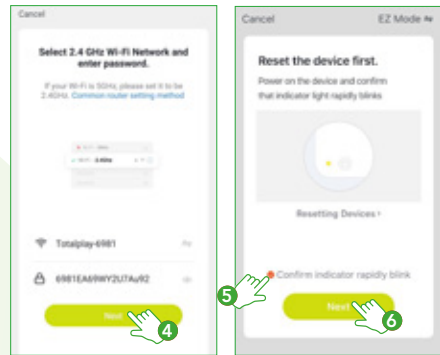 Cancel
Select 2.4 GHz Wi-Fi Network and
enter password.
If your Wi-Fi is 5GHz, please set it to be
2.4GHz. Common router setting method
Totalplay-6981
Next
4
Cancel
EZ Mode
Reset the device first.
Power on the device and confirm
that indicator light rapidly blinks
Resetting Devices
Confirm indicator rapidly blink
5
Next
6